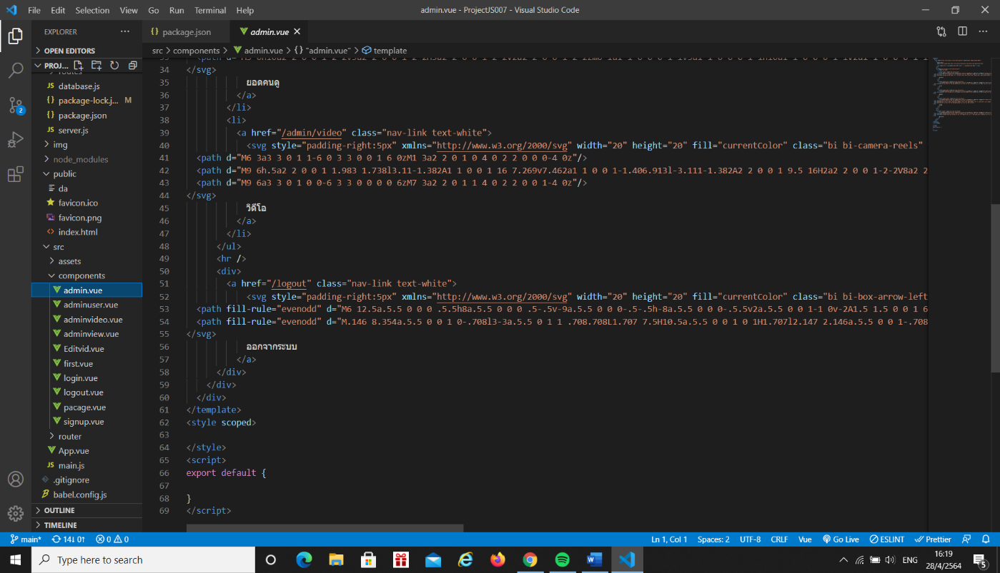 File Edit Selection View Go Run Terminal Help
admin.vue - ProjectJS007 - Visual Studio Code
EXPLORER ···
{} package.json
admin.vue
OPEN EDITORS
src > components > admin.vue > {} "admin.vue" > template
PROJ...
routes
JS database.js
{} package-lock.j... M
{} package.json
JS server.js
img
node_modules
public
da
favicon.ico
favicon.png
index.html
src
assets
components
admin.vue
adminuser.vue
adminvideo.vue
adminview.vue
Editvid.vue
first.vue
login.vue
logout.vue
pacage.vue
signup.vue
router
App.vue
JS main.js
.gitignore
babel.config.js
OUTLINE
TIMELINE
2
34 </svg>
35 ยอดคนดู
36 </a>
37 </li>
38 <li>
39 <a href="/admin/video" class="nav-link text-white">
40 <svg style="padding-right:5px" xmlns="http://www.w3.org/2000/svg" width="20" height="20" fill="currentColor" class="bi bi-camera-reels"
41 <path d="M6 3a3 3 0 1 1-6 0 3 3 0 0 1 6 0zM1 3a2 2 0 1 0 4 0 2 2 0 0 0-4 0z"/>
42 <path d="M9 6h.5a2 2 0 0 1 1.983 1.738l3.11-1.382A1 1 0 0 1 16 7.269v7.462a1 1 0 0 1-1.406.913l-3.111-1.382A2 2 0 0 1 9.5 16H2a2 2 0 0 1-2-2V8a2 2
43 <path d="M9 6a3 3 0 1 0 0-6 3 3 0 0 0 0 6zM7 3a2 2 0 1 1 4 0 2 2 0 0 1-4 0z"/>
44 </svg>
45 วิดีโอ
46 </a>
47 </li>
48 </ul>
49 <hr />
50 <div>
51 <a href="/logout" class="nav-link text-white">
52 <svg style="padding-right:5px" xmlns="http://www.w3.org/2000/svg" width="20" height="20" fill="currentColor" class="bi bi-box-arrow-left
53 <path fill-rule="evenodd" d="M6 12.5a.5.5 0 0 0 .5.5h8a.5.5 0 0 0 .5-.5v-9a.5.5 0 0 0-.5-.5h-8a.5.5 0 0 0-.5.5v2a.5.5 0 0 1-1 0v-2A1.5 1.5 0 0 1 6
54 <path fill-rule="evenodd" d="M.146 8.354a.5.5 0 0 1 0-.708l3-3a.5.5 0 1 1 .708.708L1.707 7.5H10.5a.5.5 0 0 1 0 1H1.707l2.147 2.146a.5.5 0 0 1-.708
55 </svg>
56 ออกจากระบบ
57 </a>
58 </div>
59 </div>
60 </div>
61 </template>
62 <style scoped>
63
64 </style>
65 <script>
66 export default {
67
68 }
69 </script>
main* 14↓ 0↑ 0 0
Ln 1, Col 1 Spaces: 2 UTF-8 CRLF Vue Go Live ESLINT Prettier
Type here to search
ENG
16:19
28/4/2564
5